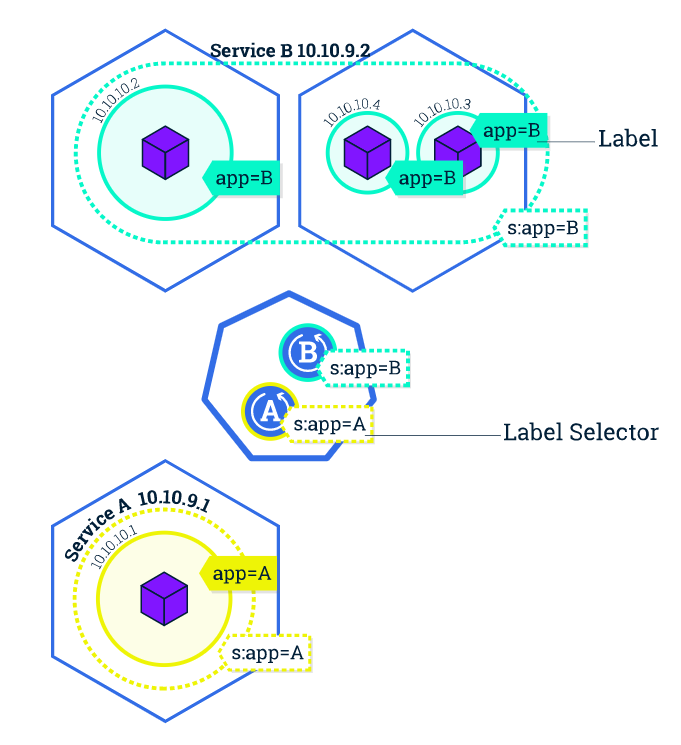 Service B 10.10.9.2
10.10.10.2
10.10.10.4
10.10.10.3
app=B
Label
app=B
app=B
s:app=B
B
s:app=B
A
s:app=A
Label Selector
Service A 10.10.9.1
10.10.10.1
app=A
s:app=A